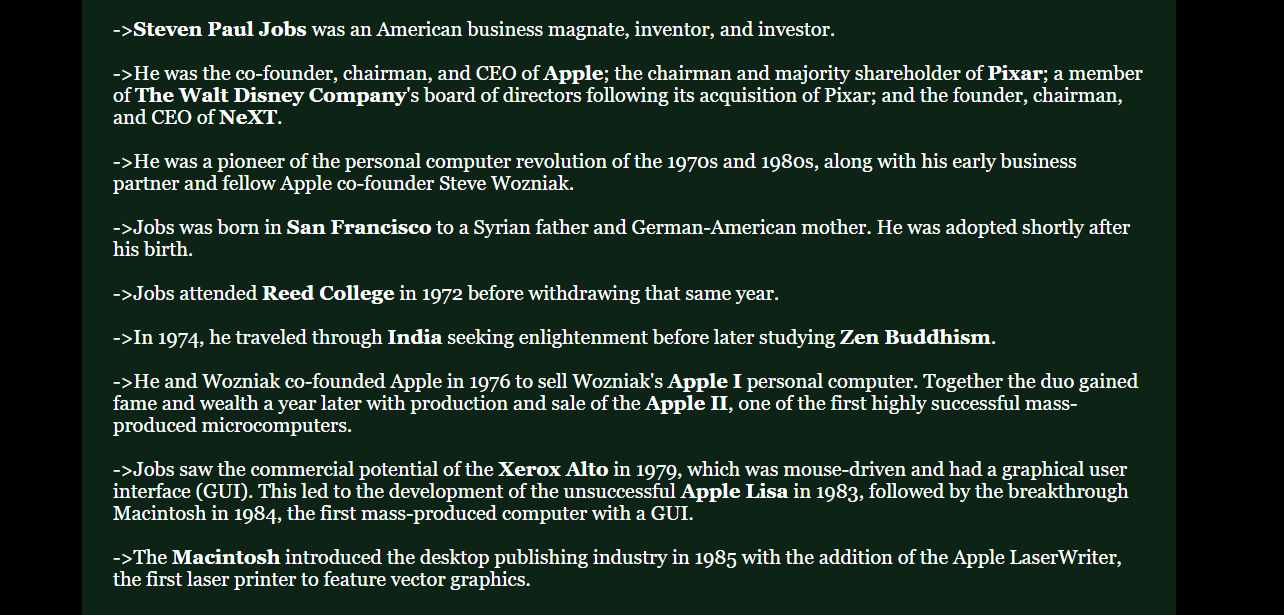 ->Steven Paul Jobs was an American business magnate, inventor, and investor.
->He was the co-founder, chairman, and CEO of Apple; the chairman and majority shareholder of Pixar; a member
of The Walt Disney Company's board of directors following its acquisition of Pixar; and the founder, chairman,
and CEO of NeXT.
->He was a pioneer of the personal computer revolution of the 1970s and 1980s, along with his early business
partner and fellow Apple co-founder Steve Wozniak.
->Jobs was born in San Francisco to a Syrian father and German-American mother. He was adopted shortly after
his birth.
->Jobs attended Reed College in 1972 before withdrawing that same year.
->In 1974, he traveled through India seeking enlightenment before later studying Zen Buddhism.
->He and Wozniak co-founded Apple in 1976 to sell Wozniak's Apple I personal computer. Together the duo gained
fame and wealth a year later with production and sale of the Apple II, one of the first highly successful mass-
produced microcomputers.
->Jobs saw the commercial potential of the Xerox Alto in 1979, which was mouse-driven and had a graphical user
interface (GUI). This led to the development of the unsuccessful Apple Lisa in 1983, followed by the breakthrough
Macintosh in 1984, the first mass-produced computer with a GUI.
->The Macintosh introduced the desktop publishing industry in 1985 with the addition of the Apple LaserWriter,
the first laser printer to feature vector graphics.